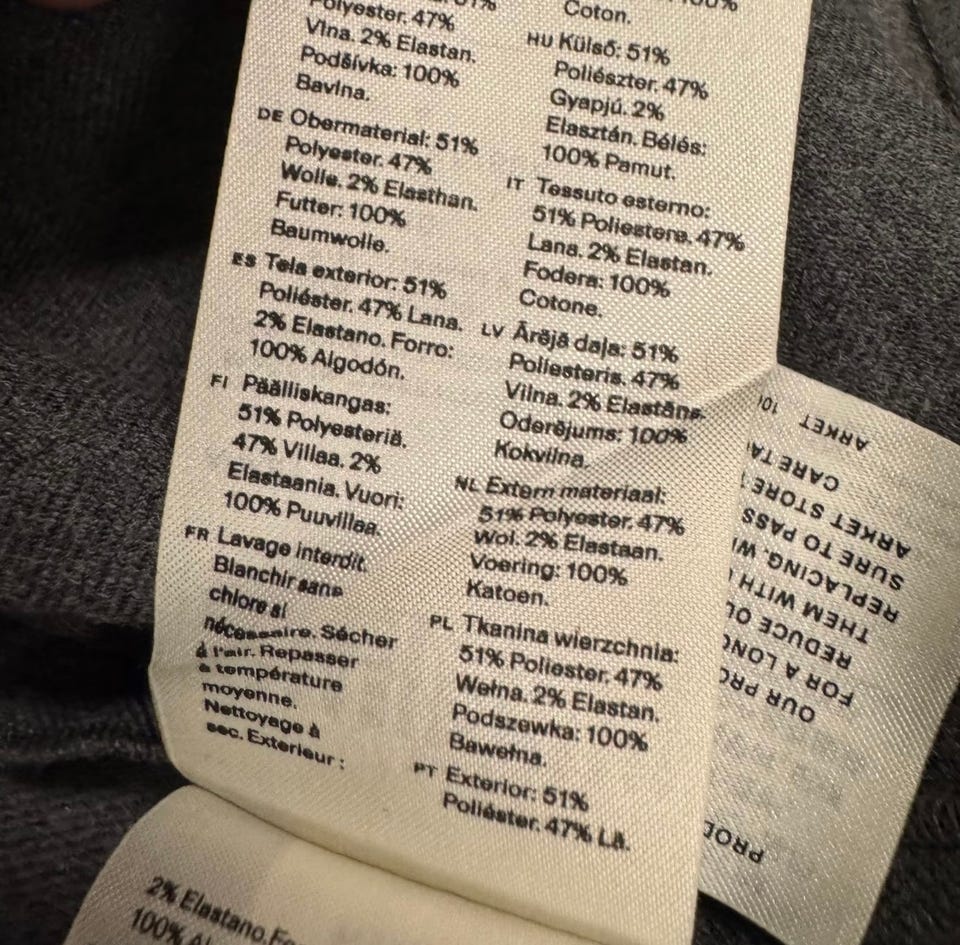 Polyester. 47%
Vlna. 2% Elastan.
Podšívka: 100%
Bavlna.
DE Obermaterial: 51%
Polyester. 47%
Wolle. 2% Elasthan.
Futter: 100%
Baumwolle.
ES Tela exterior: 51%
Poliéster. 47% Lana.
2% Elastano. Forro:
100% Algodón.
FI Päälliskangas:
51% Polyesteriä.
47% Villaa. 2%
Elastaania. Vuori:
100% Puuvillaa.
FR Lavage interdit.
Blanchir sans
chlore si
nécessaire. Sécher
à l'air. Repasser
à température
moyenne.
Nettoyage à
sec. Exterieur :
100%
Coton.
HU Külső: 51%
Poliészter. 47%
Gyapjú. 2%
Elasztán. Bélés:
100% Pamut.
IT Tessuto esterno:
51% Poliestere. 47%
Lana. 2% Elastan.
Fodera: 100%
Cotone.
LV Ārējā daļa: 51%
Poliesteris. 47%
Vilna. 2% Elastāns.
Oderējums: 100%
Kokvilna.
NL Extern materiaal:
51% Polyester. 47%
Wol. 2% Elastaan.
Voering: 100%
Katoen.
PL Tkanina wierzchnia:
51% Poliester. 47%
Wełna. 2% Elastan.
Podszewka: 100%
Bawełna.
PT Exterior: 51%
Poliéster. 47% Lã.
2% Elastano.
100%
OUR
FOR A LONG
REDUCE
THEM WITH
REPLACING.
SURE TO PASS
ARKET STORE
CARE
ARKET